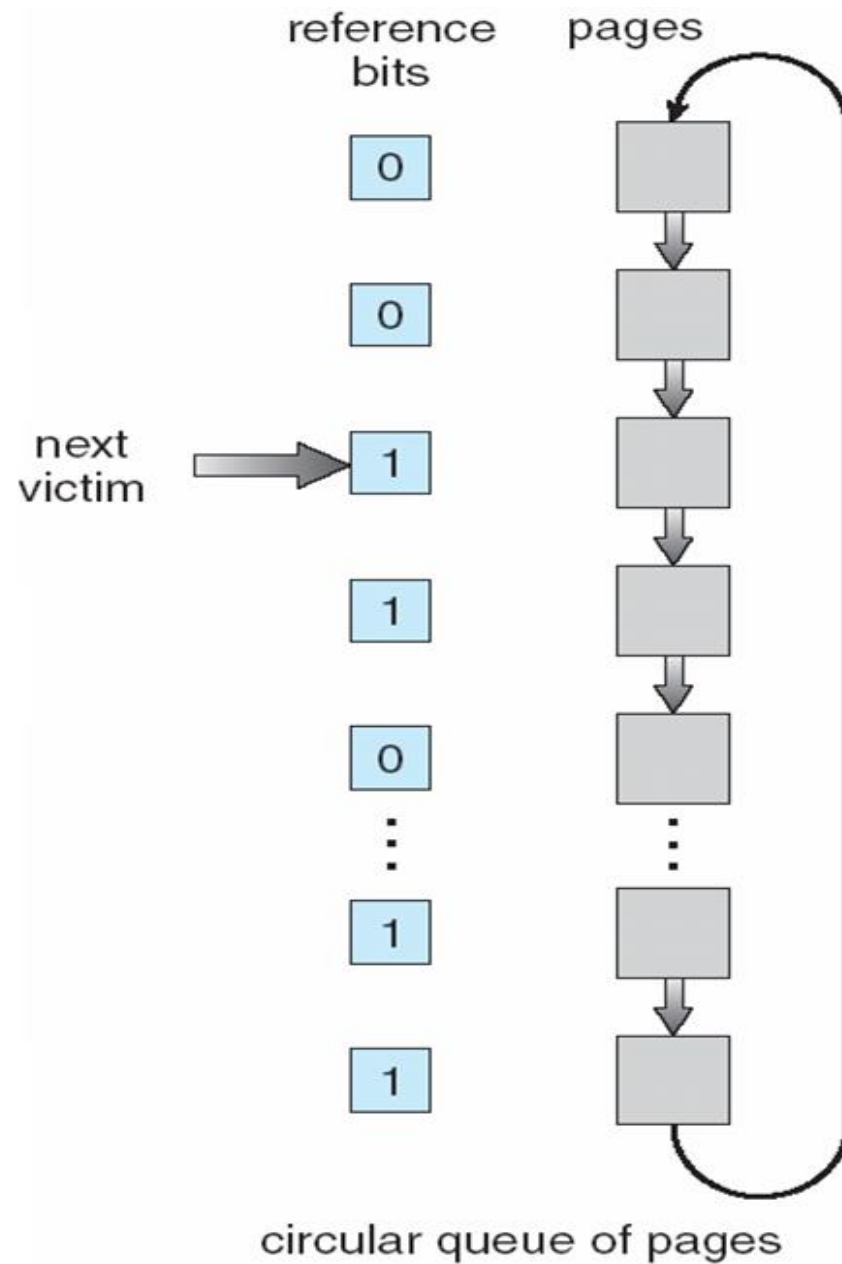 reference pages
bits
0
0
next
victim
1
1
0
1
1
circular queue of pages